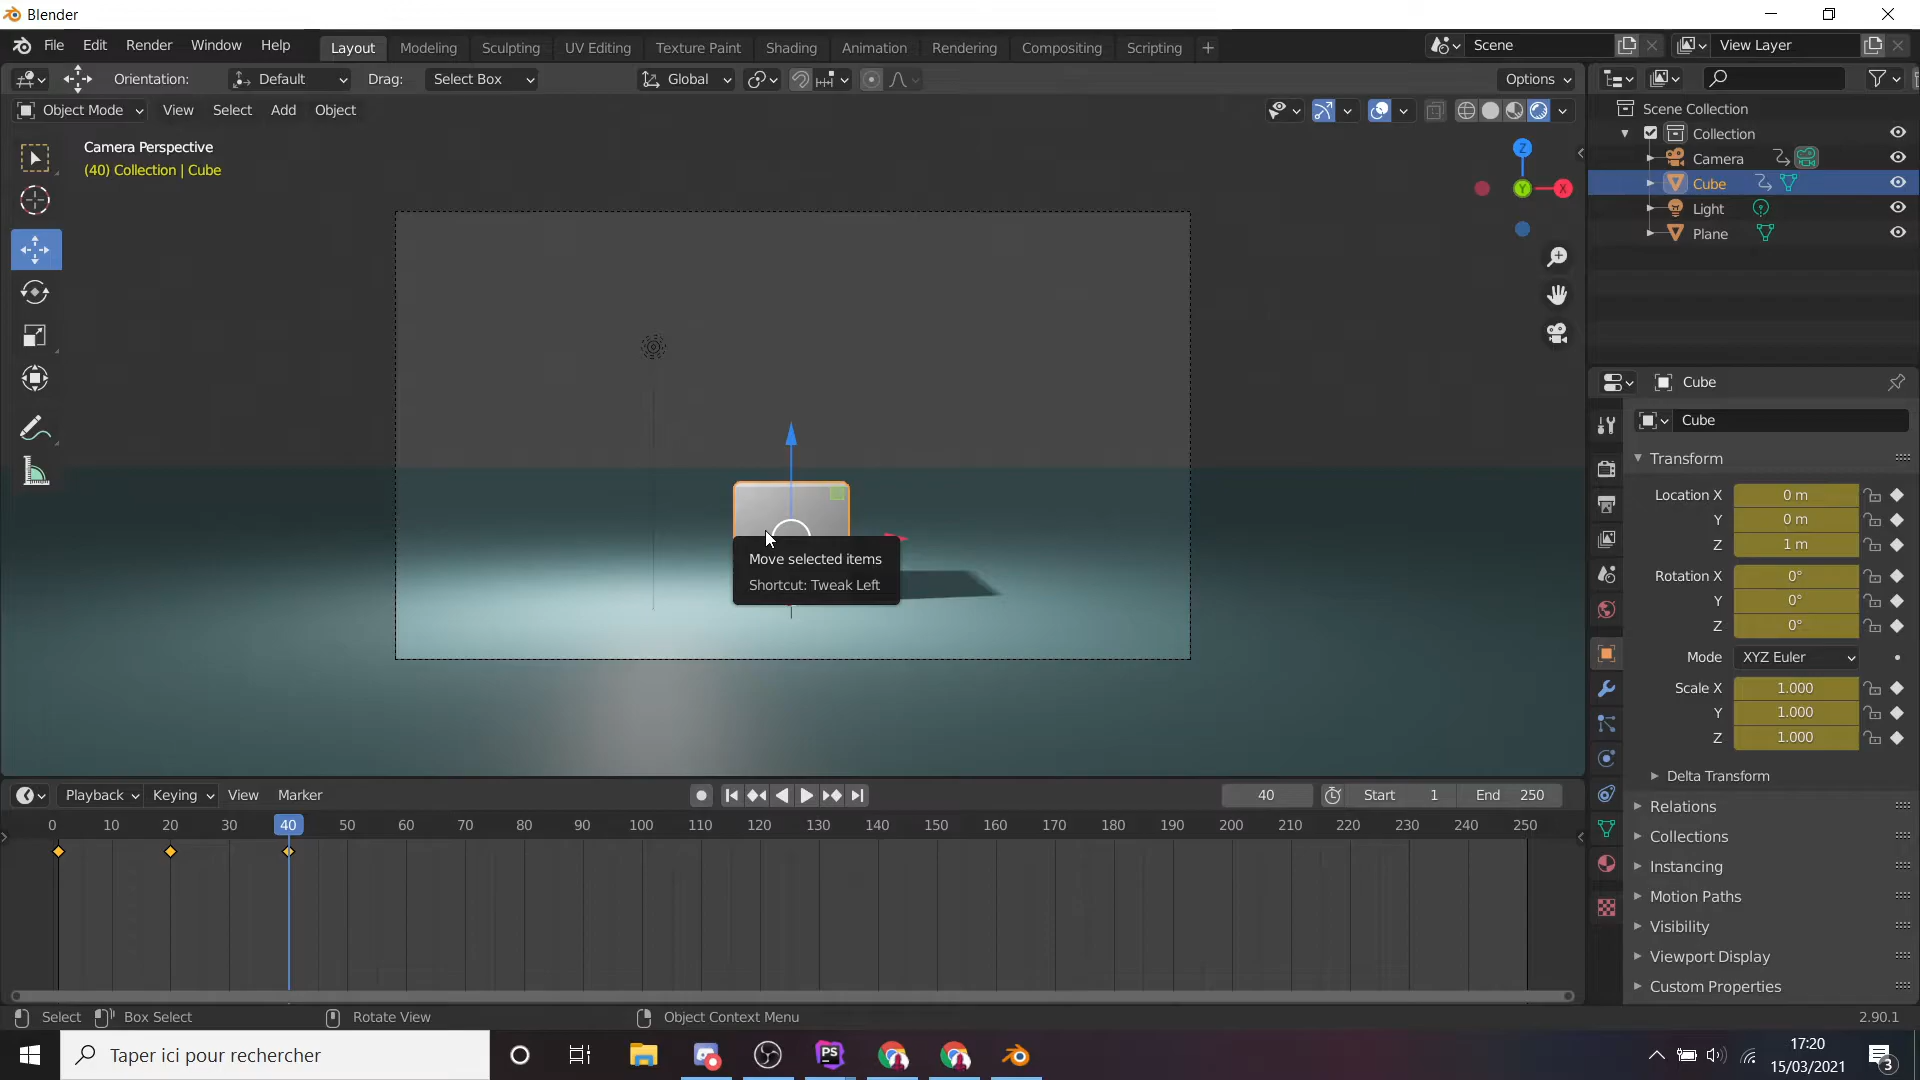 Blender
File Edit Render Window Help Layout Modeling Sculpting UV Editing Texture Paint Shading Animation Rendering Compositing Scripting + Scene View Layer
Orientation: Default Drag: Select Box Global Options
Object Mode View Select Add Object
Camera Perspective
(40) Collection | Cube
Z
Y
X
Scene Collection
Collection
Camera
Cube
Light
Plane
Move selected items
Shortcut: Tweak Left
Cube
Cube
Transform
Location X 0 m
Y 0 m
Z 1 m
Rotation X 0°
Y 0°
Z 0°
Mode XYZ Euler
Scale X 1.000
Y 1.000
Z 1.000
Delta Transform
Relations
Collections
Instancing
Motion Paths
Visibility
Viewport Display
Custom Properties
Playback Keying View Marker 40 Start 1 End 250
0 10 20 30 40 50 60 70 80 90 100 110 120 130 140 150 160 170 180 190 200 210 220 230 240 250
Select Box Select Rotate View Object Context Menu 2.90.1
Taper ici pour rechercher
PS
17:20
15/03/2021
3